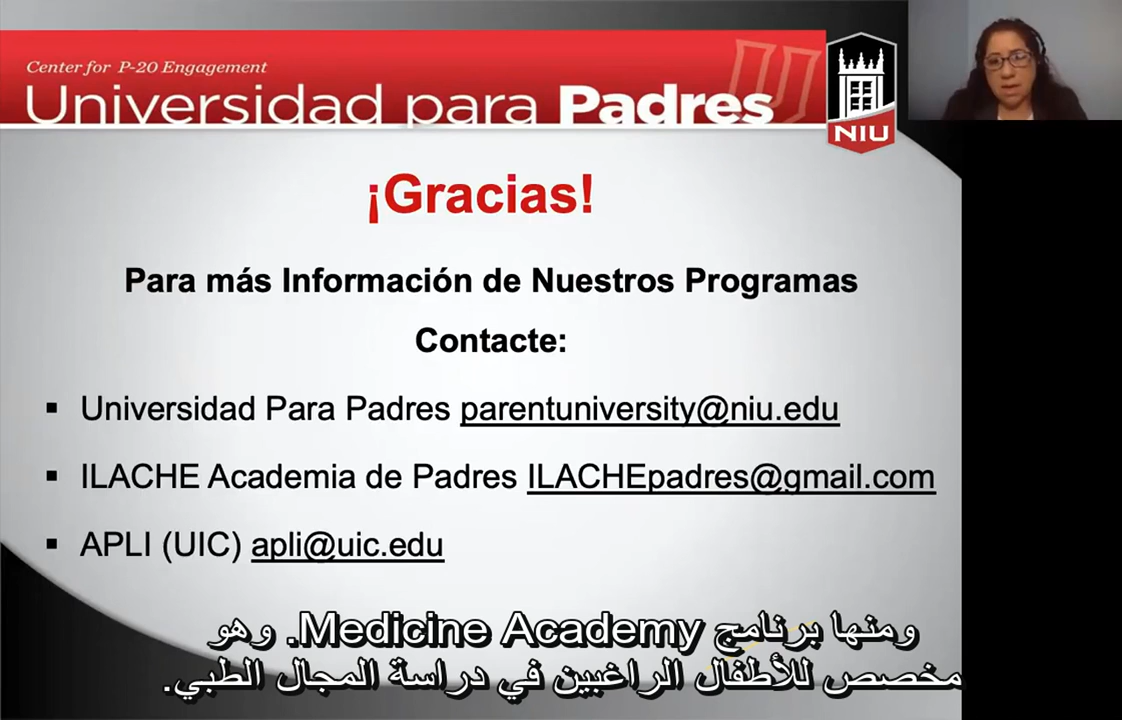 Center for P-20 Engagement
Universidad para Padres
NIU
¡Gracias!
Para más Información de Nuestros Programas
Contacte:
▪ Universidad Para Padres parentuniversity@niu.edu
▪ ILACHE Academia de Padres ILACHEpadres@gmail.com
▪ APLI (UIC) apli@uic.edu
ومنها برنامج Medicine Academy. وهو
مخصص للأطفال الراغبين في دراسة المجال الطبي.